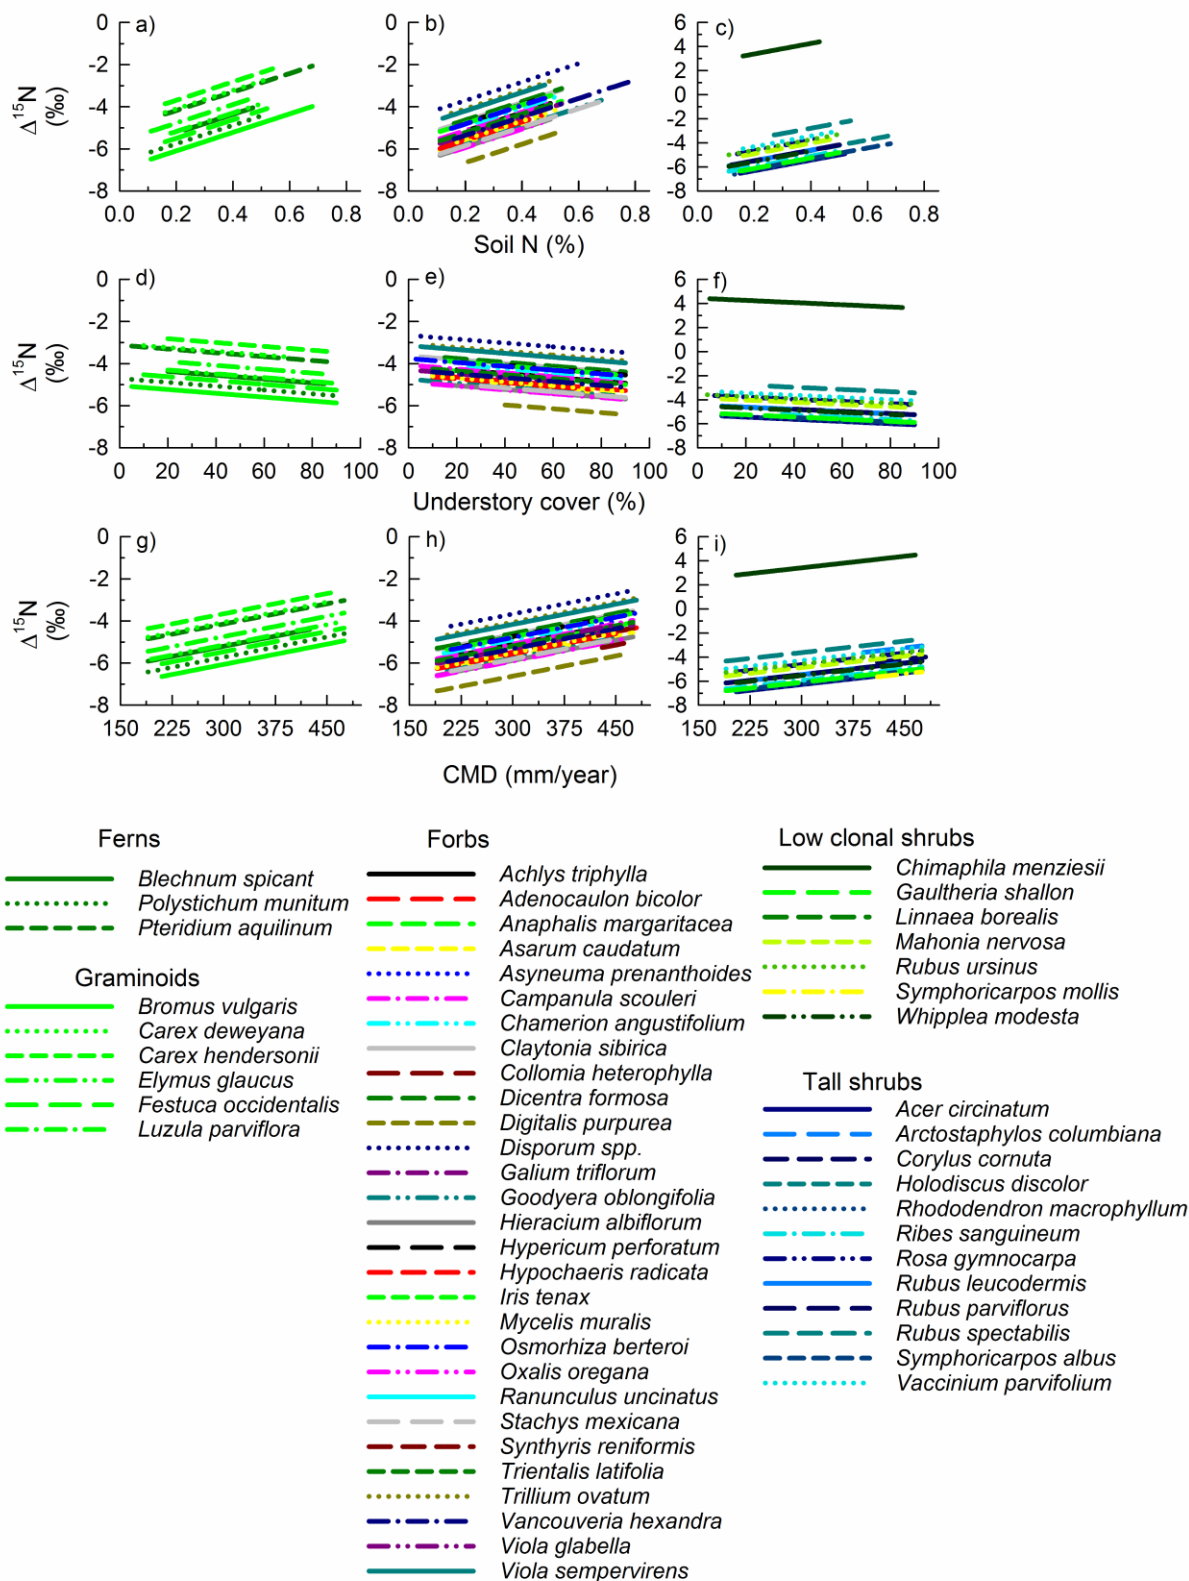 a)
b)
c)
Δ15N
(‰)
0
-2
-4
-6
-8
0.0 0.2 0.4 0.6 0.8
0
-2
-4
-6
-8
0.0 0.2 0.4 0.6 0.8
6
4
2
0
-2
-4
-6
-8
0.0 0.2 0.4 0.6 0.8
Soil N (%)
d)
e)
f)
Δ15N
(‰)
0
-2
-4
-6
-8
0 20 40 60 80 100
0
-2
-4
-6
-8
0 20 40 60 80 100
6
4
2
0
-2
-4
-6
-8
0 20 40 60 80 100
Understory cover (%)
g)
h)
i)
Δ15N
(‰)
0
-2
-4
-6
-8
150 225 300 375 450
0
-2
-4
-6
-8
150 225 300 375 450
6
4
2
0
-2
-4
-6
-8
150 225 300 375 450
CMD (mm/year)
Ferns
Blechnum spicant
Polystichum munitum
Pteridium aquilinum
Graminoids
Bromus vulgaris
Carex deweyana
Carex hendersonii
Elymus glaucus
Festuca occidentalis
Luzula parviflora
Forbs
Achlys triphylla
Adenocaulon bicolor
Anaphalis margaritacea
Asarum caudatum
Asyneuma prenanthoides
Campanula scouleri
Chamerion angustifolium
Claytonia sibirica
Collomia heterophylla
Dicentra formosa
Digitalis purpurea
Disporum spp.
Galium triflorum
Goodyera oblongifolia
Hieracium albiflorum
Hypericum perforatum
Hypochaeris radicata
Iris tenax
Mycelis muralis
Osmorhiza berteroi
Oxalis oregana
Ranunculus uncinatus
Stachys mexicana
Synthyris reniformis
Trientalis latifolia
Trillium ovatum
Vancouveria hexandra
Viola glabella
Viola sempervirens
Low clonal shrubs
Chimaphila menziesii
Gaultheria shallon
Linnaea borealis
Mahonia nervosa
Rubus ursinus
Symphoricarpos mollis
Whipplea modesta
Tall shrubs
Acer circinatum
Arctostaphylos columbiana
Corylus cornuta
Holodiscus discolor
Rhododendron macrophyllum
Ribes sanguineum
Rosa gymnocarpa
Rubus leucodermis
Rubus parviflorus
Rubus spectabilis
Symphoricarpos albus
Vaccinium parvifolium